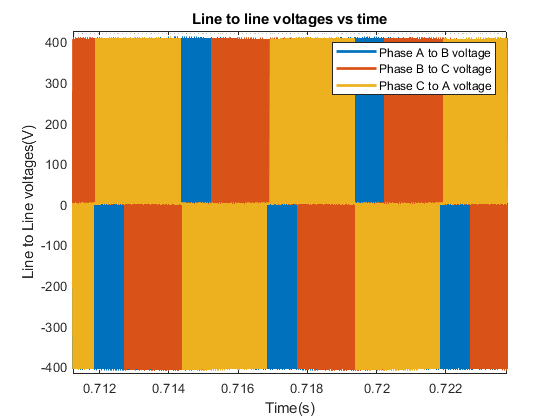 Line to line voltages vs time
Line to Line voltages(V)
400
300
200
100
0
-100
-200
-300
-400
Phase A to B voltage
Phase B to C voltage
Phase C to A voltage
0.712
0.714
0.716
0.718
0.72
0.722
Time(s)